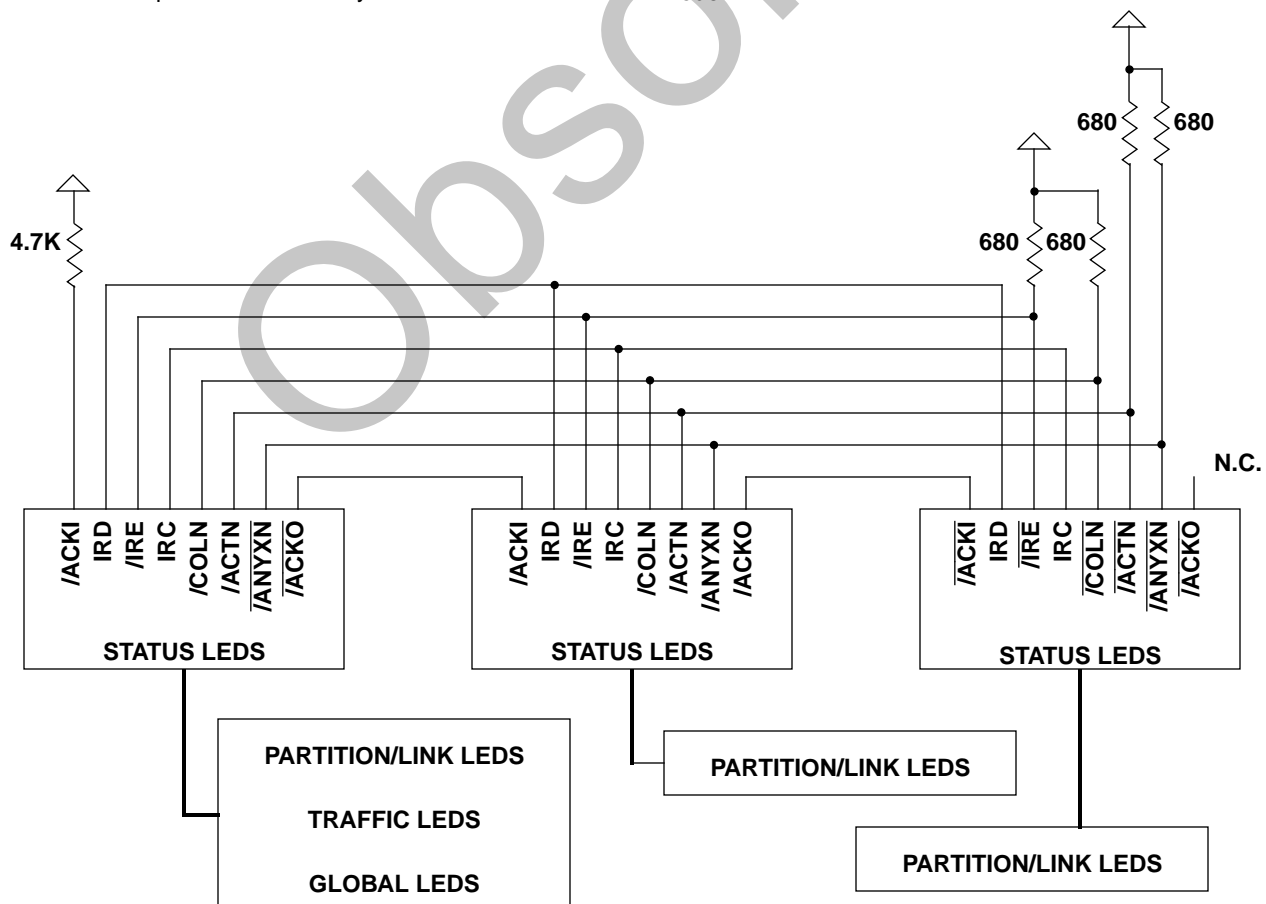 680
680
680
680
4.7K
N.C.
/ACKI
IRD
/IRE
IRC
/COLN
/ACTN
/ANYXN
/ACKO
STATUS LEDS
/ACKI
IRD
/IRE
IRC
/COLN
/ACTN
/ANYXN
/ACKO
STATUS LEDS
/ACKI
IRD
/IRE
IRC
/COLN
/ACTN
/ANYXN
/ACKO
STATUS LEDS
PARTITION/LINK LEDS
TRAFFIC LEDS
GLOBAL LEDS
PARTITION/LINK LEDS
PARTITION/LINK LEDS
Obso